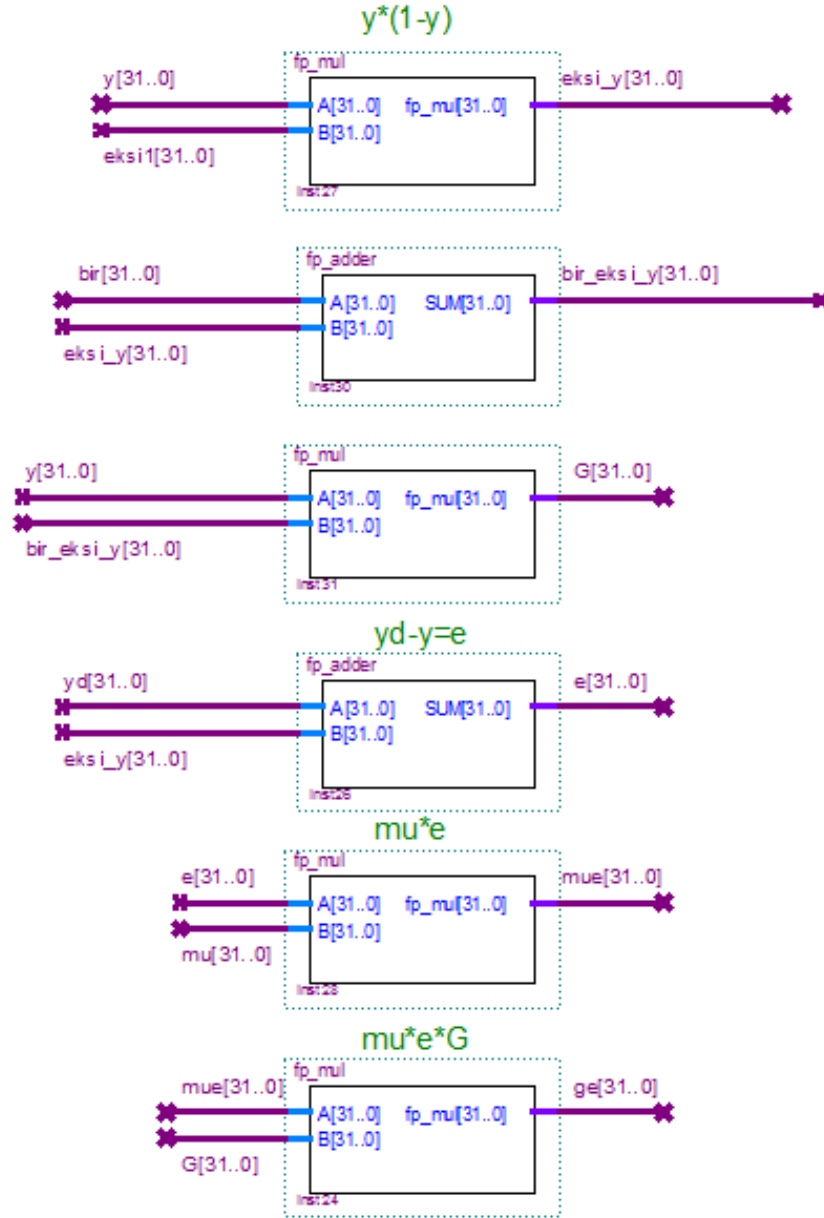 y*(1-y)
fp_mul
y[31..0] A[31..0] fp_mul[31..0] eksi_y[31..0]
eksi1[31..0] B[31..0]
inst27
fp_adder
bir[31..0] A[31..0] SUM[31..0] bir_eksi_y[31..0]
eksi_y[31..0] B[31..0]
inst30
fp_mul
y[31..0] A[31..0] fp_mul[31..0] G[31..0]
bir_eksi_y[31..0] B[31..0]
inst31
yd-y=e
fp_adder
yd[31..0] A[31..0] SUM[31..0] e[31..0]
eksi_y[31..0] B[31..0]
inst26
mu*e
fp_mul
e[31..0] A[31..0] fp_mul[31..0] mue[31..0]
mu[31..0] B[31..0]
inst28
mu*e*G
fp_mul
mue[31..0] A[31..0] fp_mul[31..0] ge[31..0]
G[31..0] B[31..0]
inst24